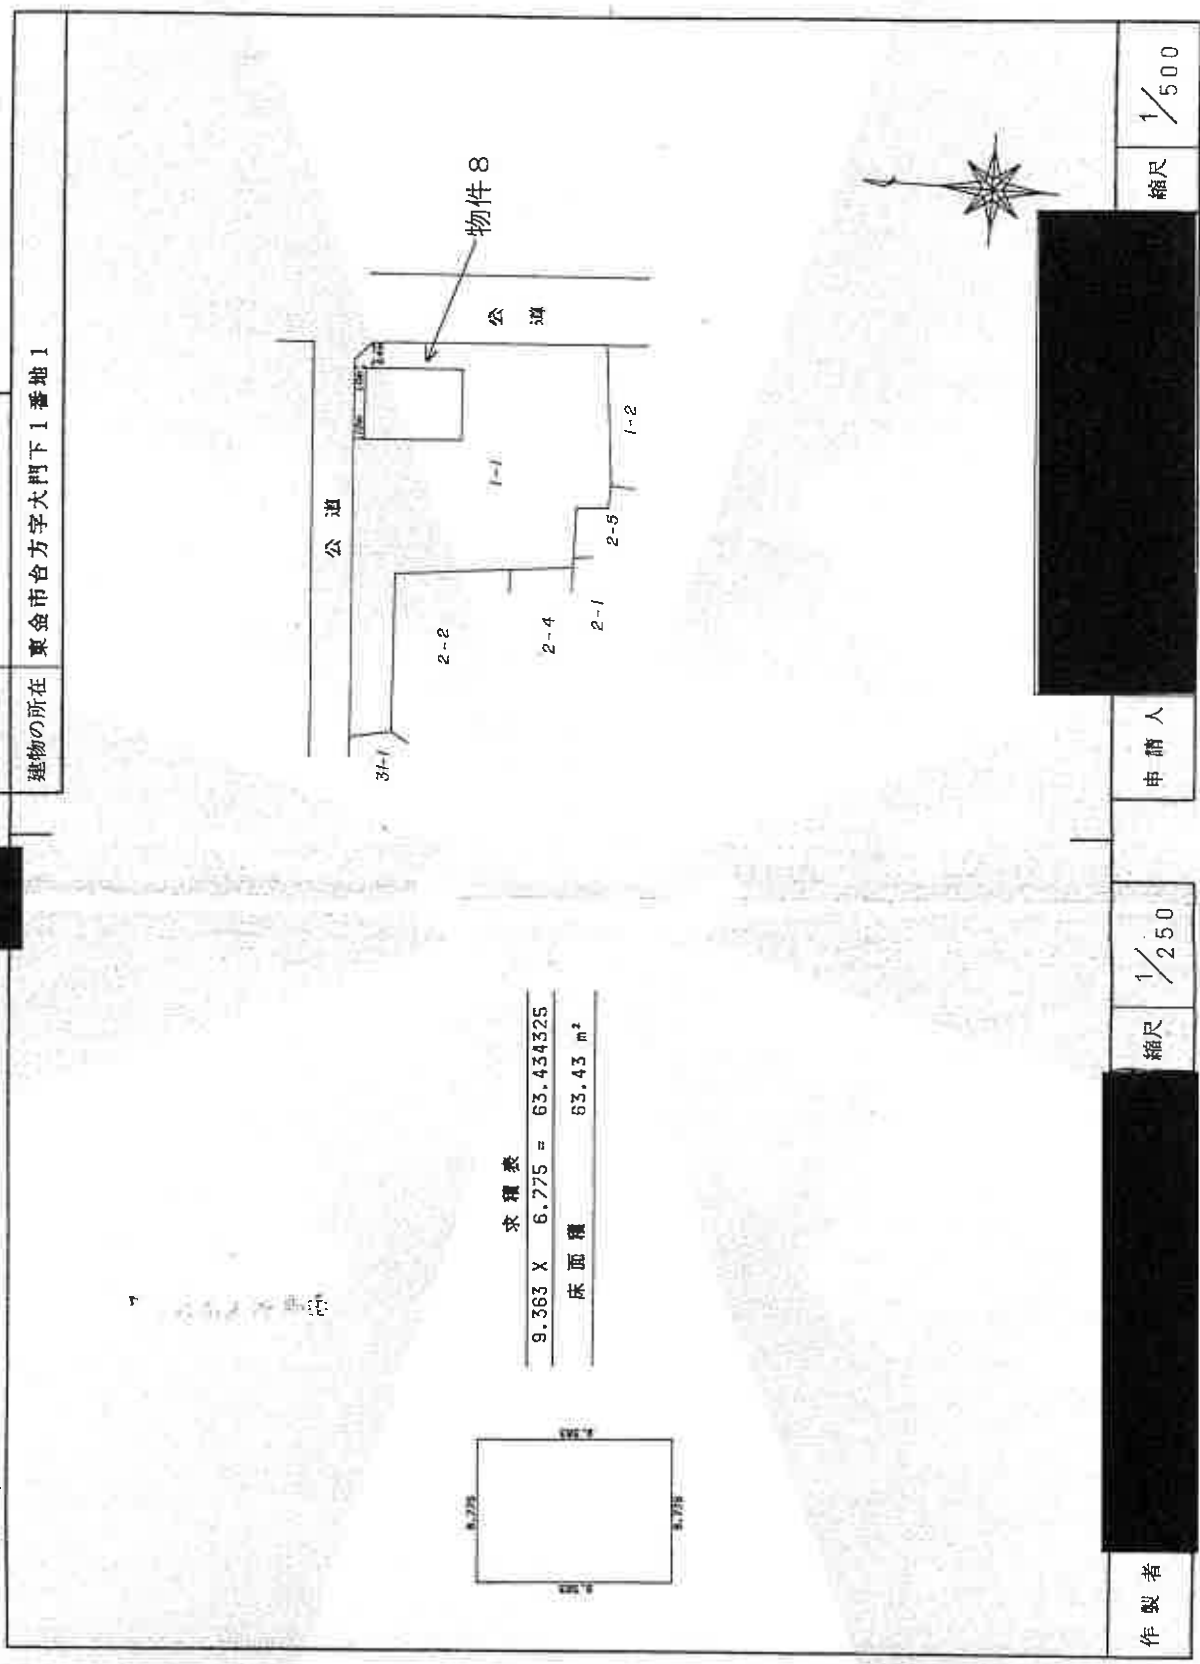 建物の所在 東金市台方字大門下1番地1
公道
物件8
公道
1-1
1-2
2-5
2-1
2-4
2-2
31-1
求積表
9.363 X 6.775 = 63.434325
床面積 63.43 m²
6.775
9.363
9.363
6.775
作製者
縮尺 1/250
申請人
縮尺 1/500